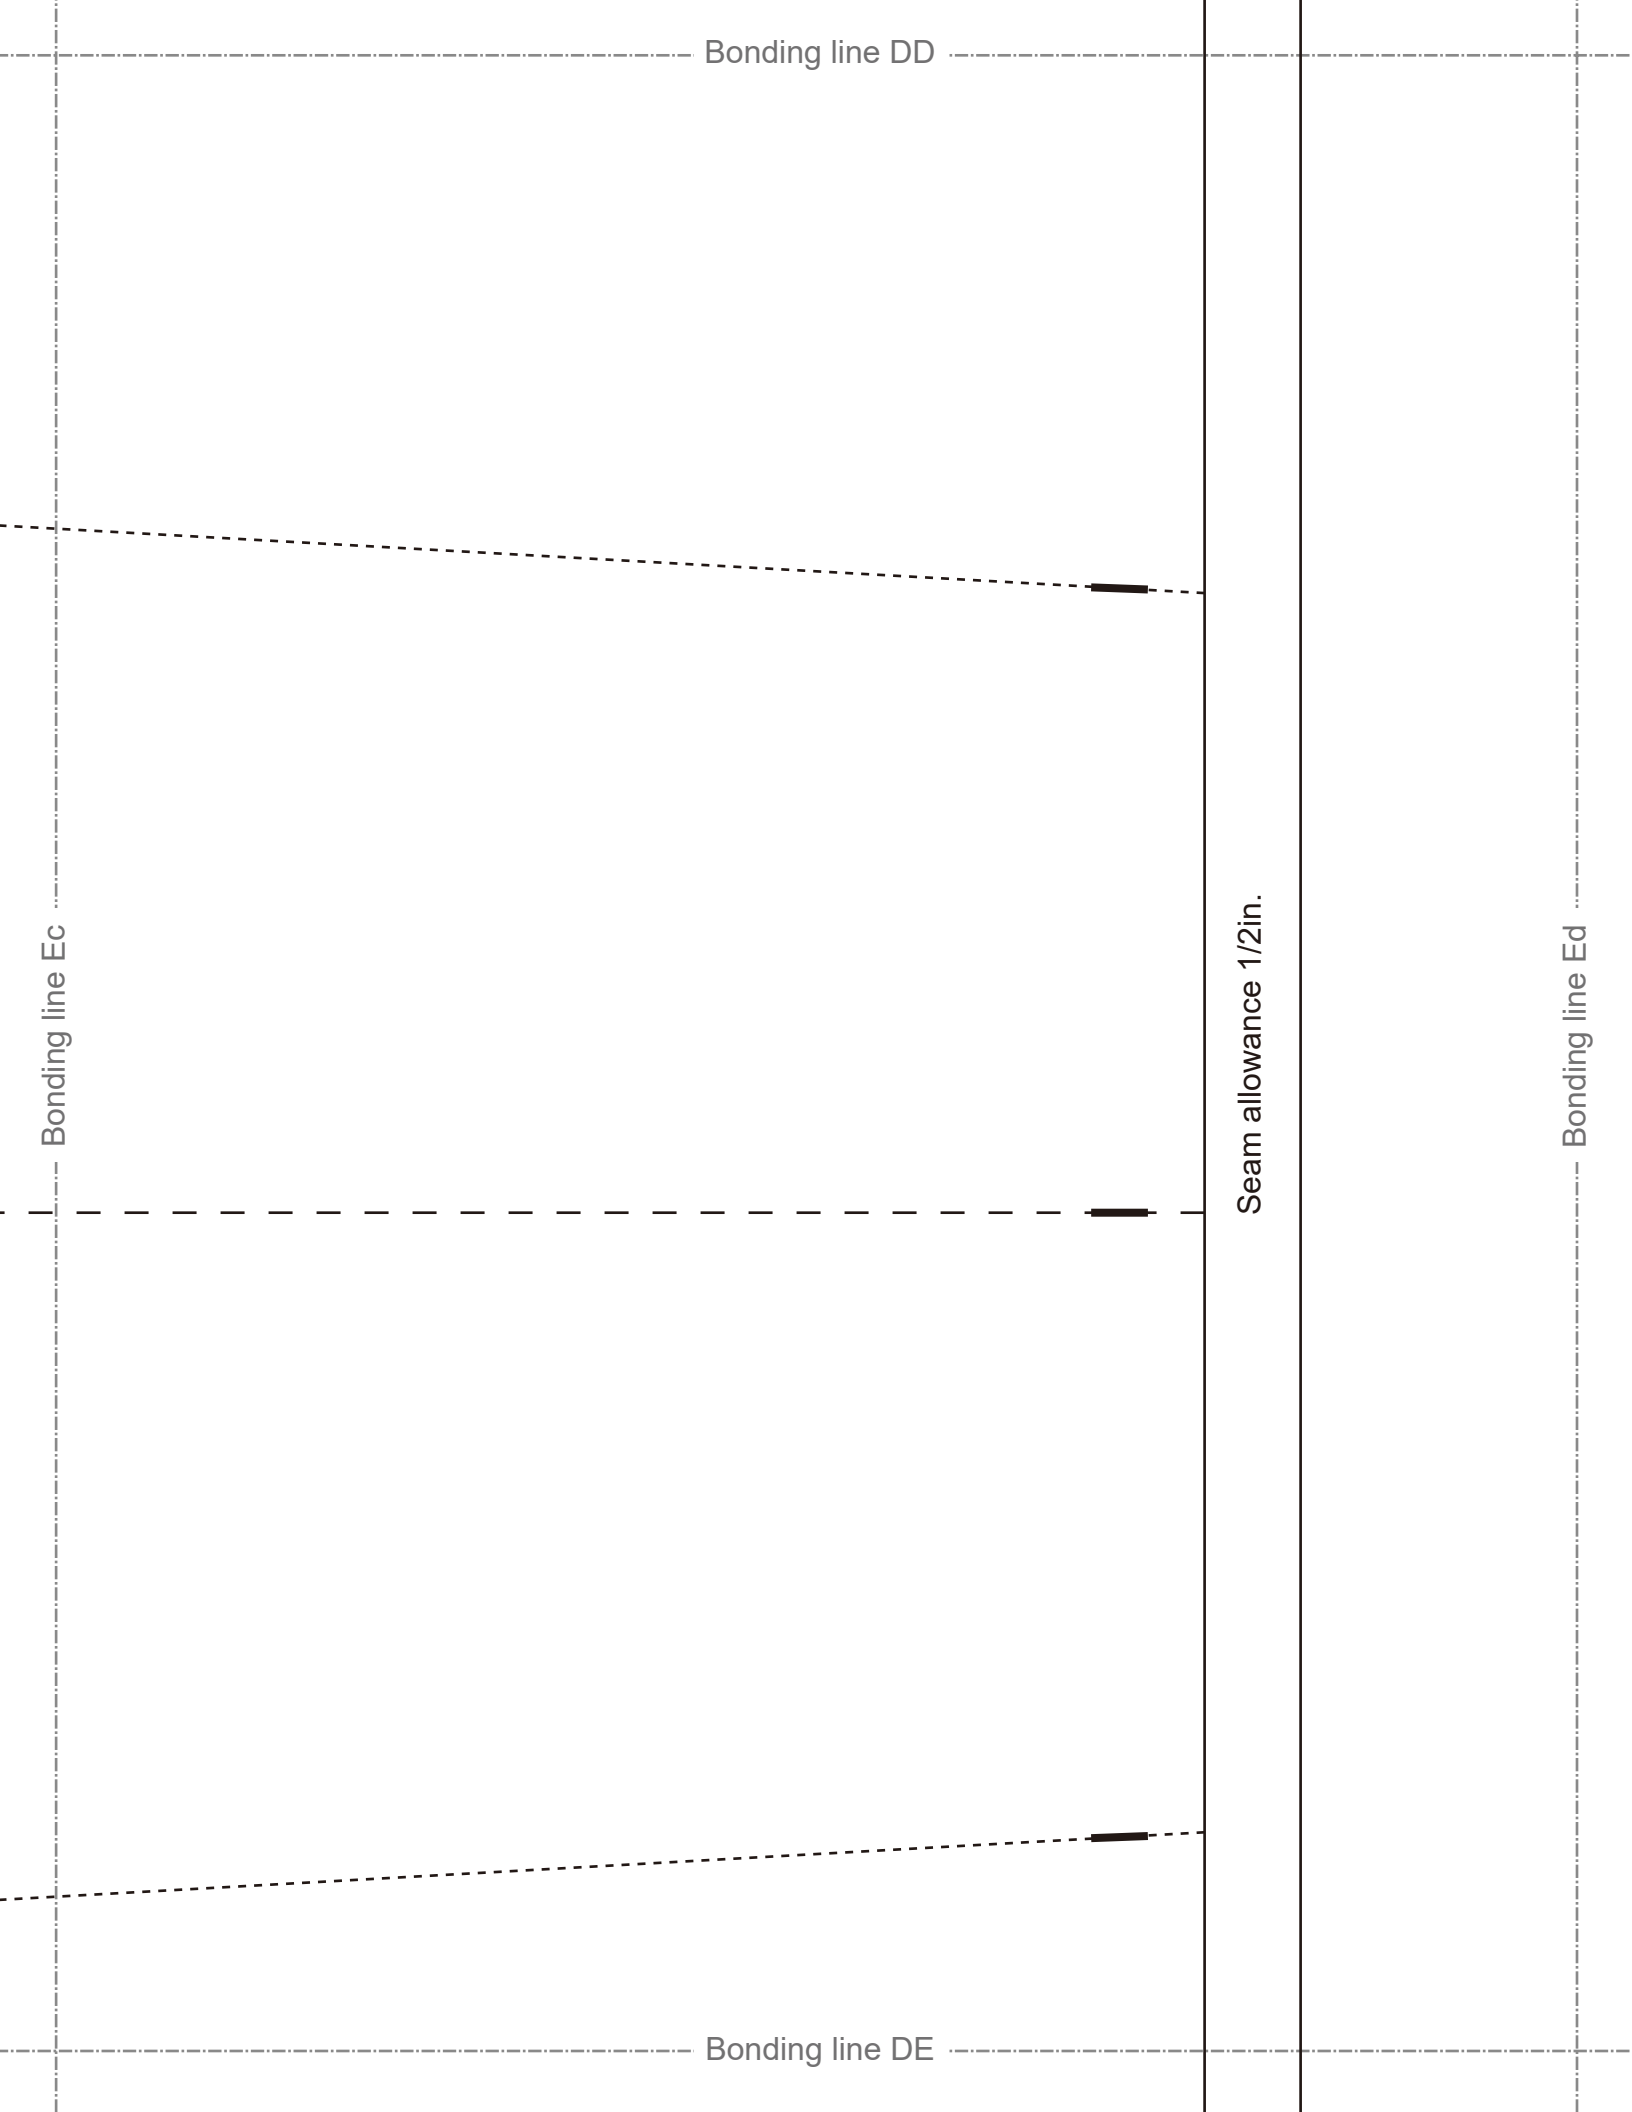 Bonding line DD
Bonding line Ec
Seam allowance 1/2in.
Bonding line Ed
Bonding line DE